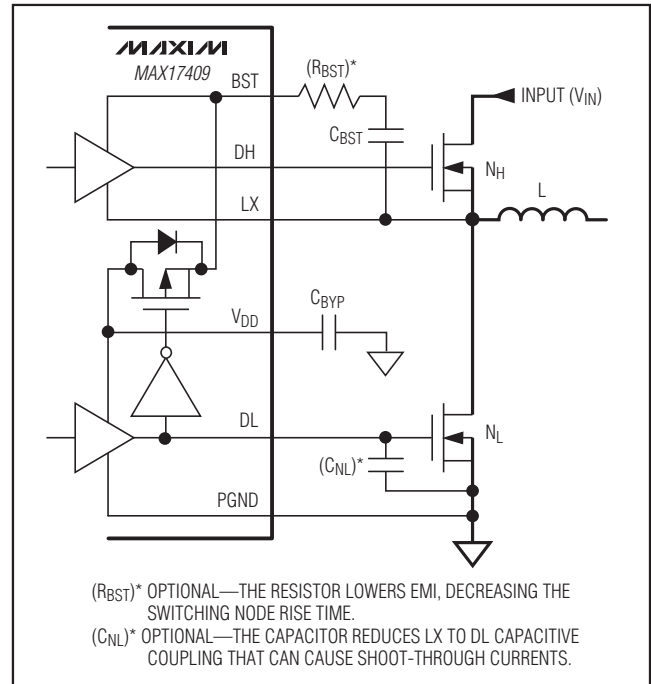 MAXIM
MAX17409
BST
(RBST)*
INPUT (VIN)
CBST
DH
NH
L
LX
CBYP
VDD
DL
NL
(CNL)*
PGND
(RBST)* OPTIONAL—THE RESISTOR LOWERS EMI, DECREASING THE
SWITCHING NODE RISE TIME.
(CNL)* OPTIONAL—THE CAPACITOR REDUCES LX TO DL CAPACITIVE
COUPLING THAT CAN CAUSE SHOOT-THROUGH CURRENTS.